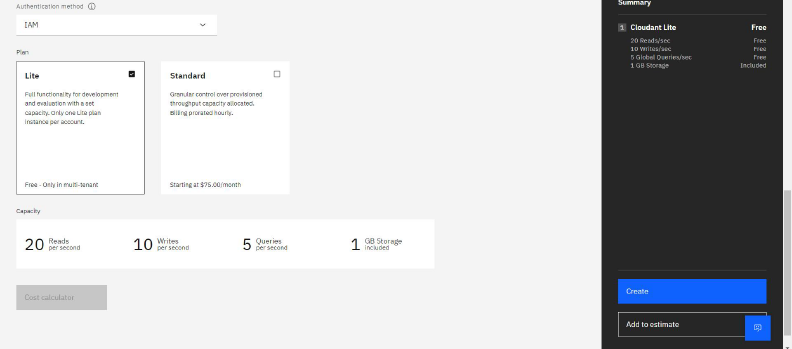 Authentication method
IAM
Plan
Lite
Full functionality for development
and evaluation with a set
capacity. Only one Lite plan
instance per account.
Free - Only in multi-tenant
Standard
Granular control over provisioned
throughput capacity allocated.
Billing prorated hourly.
Starting at $75.00/month
Capacity
20 Reads per second
10 Writes per second
5 Queries per second
1 GB Storage included
Cost calculator
Summary
1 Cloudant Lite Free
20 Reads/sec Free
10 Writes/sec Free
5 Global Queries/sec Free
1 GB Storage Included
Create
Add to estimate